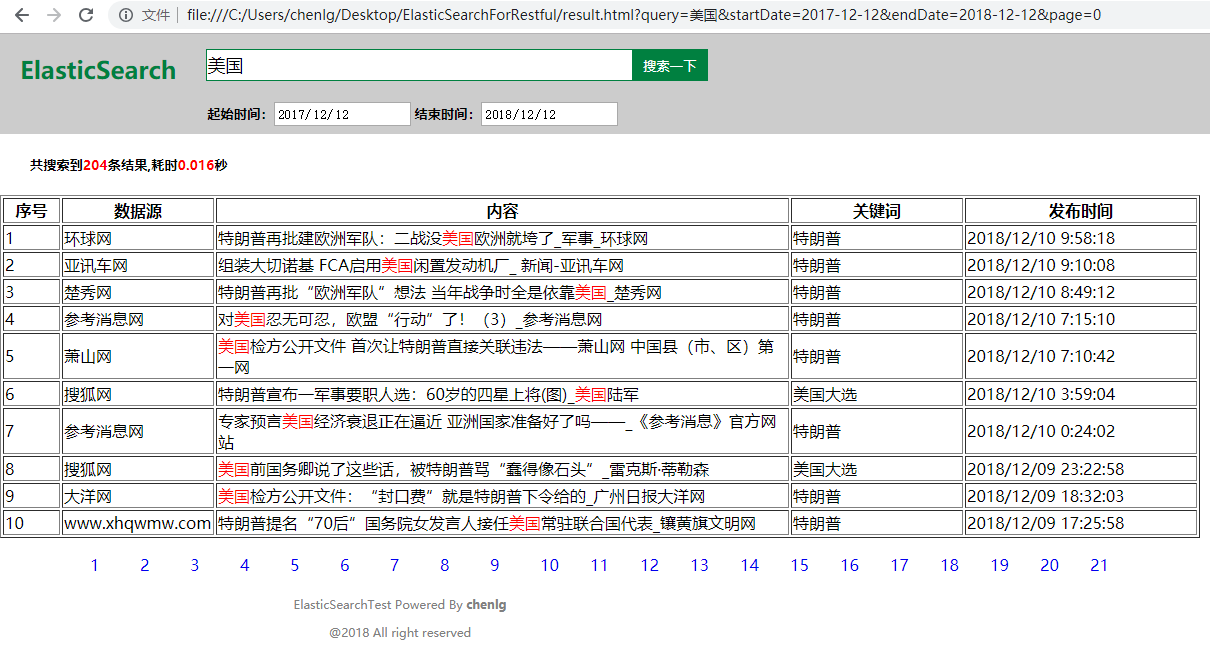 文件 file:///C:/Users/chenlg/Desktop/ElasticSearchForRestful/result.html?query=美国&startDate=2017-12-12&endDate=2018-12-12&page=0
ElasticSearch 美国 搜索一下
起始时间: 2017/12/12 结束时间: 2018/12/12
共搜索到204条结果,耗时0.016秒
序号 数据源 内容 关键词 发布时间
1 环球网 特朗普再批建欧洲军队：二战没美国欧洲就垮了_军事_环球网 特朗普 2018/12/10 9:58:18
2 亚讯车网 组装大切诺基 FCA启用美国闲置发动机厂_ 新闻-亚讯车网 特朗普 2018/12/10 9:10:08
3 楚秀网 特朗普再批“欧洲军队”想法 当年战争时全是依靠美国_楚秀网 特朗普 2018/12/10 8:49:12
4 参考消息网 对美国忍无可忍，欧盟“行动”了！（3）_参考消息网 特朗普 2018/12/10 7:15:10
5 萧山网 美国检方公开文件 首次让特朗普直接关联违法——萧山网 中国县（市、区）第
一网 特朗普 2018/12/10 7:10:42
6 搜狐网 特朗普宣布一军事要职人选：60岁的四星上将(图)_美国陆军 美国大选 2018/12/10 3:59:04
7 参考消息网 专家预言美国经济衰退正在逼近 亚洲国家准备好了吗——_《参考消息》官方网
站 特朗普 2018/12/10 0:24:02
8 搜狐网 美国前国务卿说了这些话，被特朗普骂“蠢得像石头”_雷克斯·蒂勒森 美国大选 2018/12/09 23:22:58
9 大洋网 美国检方公开文件：“封口费”就是特朗普下令给的_广州日报大洋网 特朗普 2018/12/09 18:32:03
10 www.xhqwmw.com 特朗普提名“70后”国务院女发言人接任美国常驻联合国代表_镶黄旗文明网 特朗普 2018/12/09 17:25:58
1 2 3 4 5 6 7 8 9 10 11 12 13 14 15 16 17 18 19 20 21
ElasticSearchTest Powered By chenlg
@2018 All right reserved